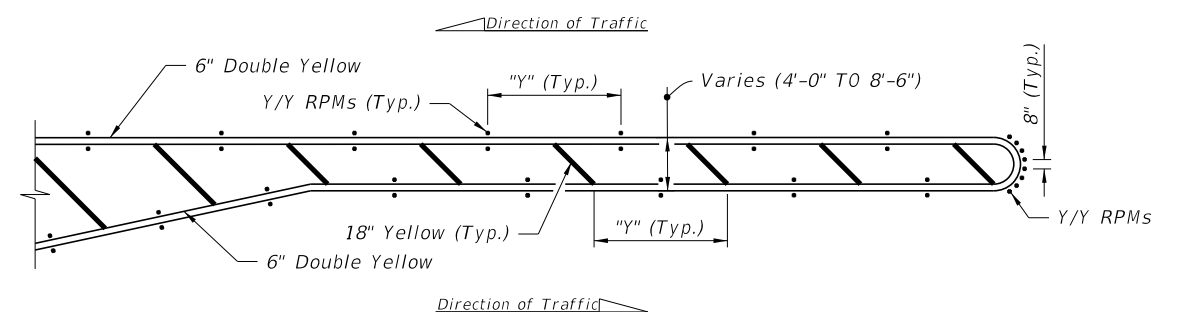 Direction of Traffic
6" Double Yellow
"Y" (Typ.)
Varies (4'-0" TO 8'-6")
8" (Typ.)
Y/Y RPMs (Typ.)
18" Yellow (Typ.)
"Y" (Typ.)
Y/Y RPMs
6" Double Yellow
Direction of Traffic